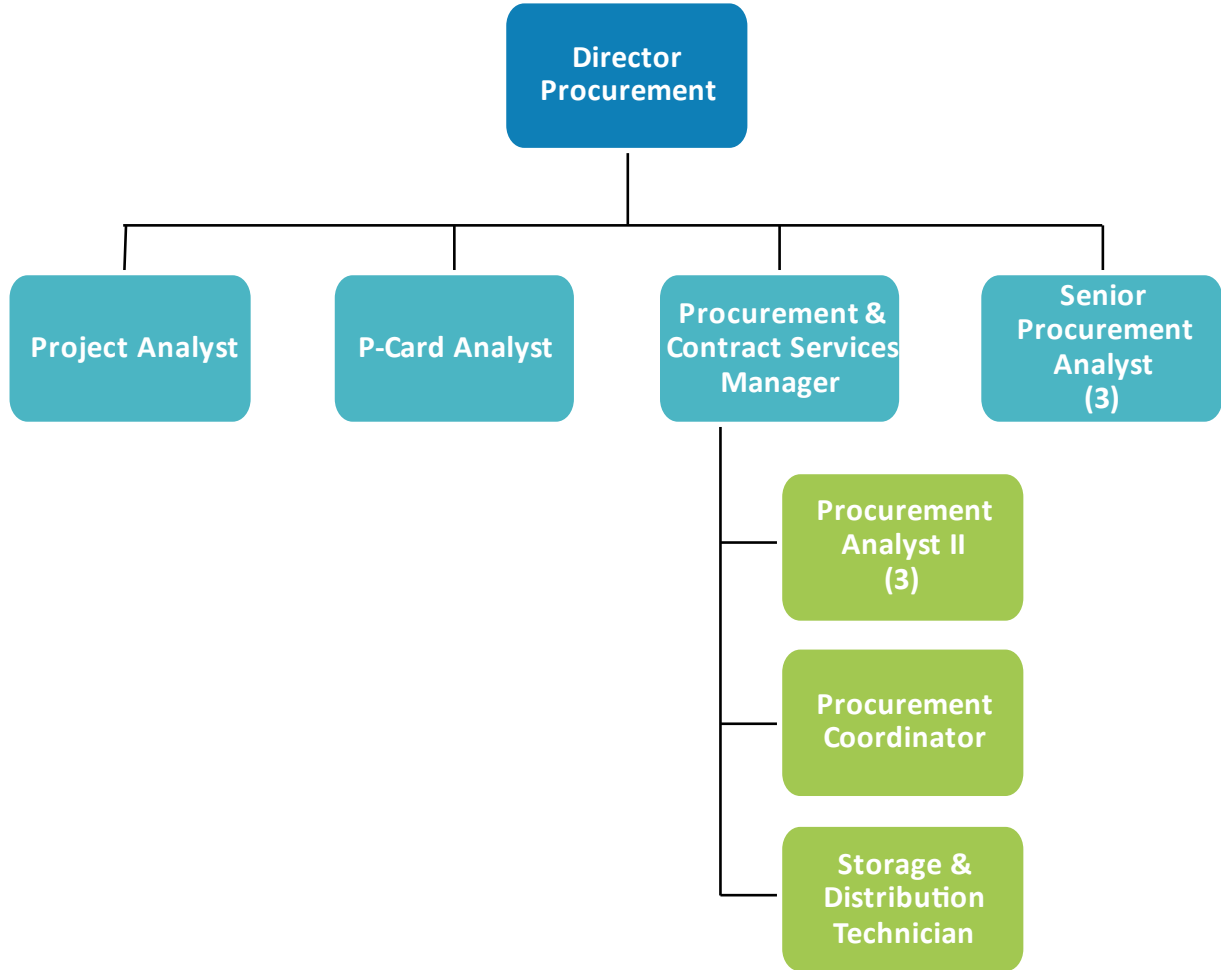 Director
Procurement
Project Analyst
P-Card Analyst
Procurement &
Contract Services
Manager
Senior
Procurement
Analyst
(3)
Procurement
Analyst II
(3)
Procurement
Coordinator
Storage &
Distribution
Technician